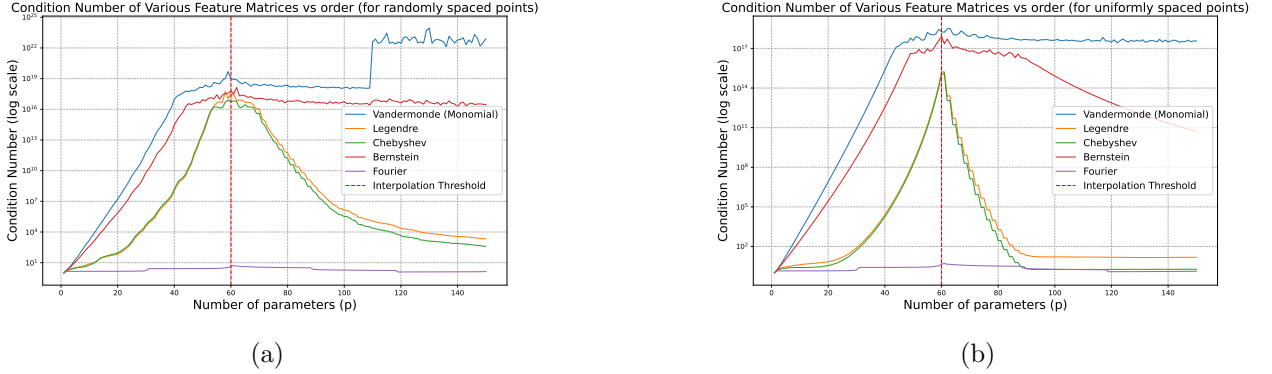 Condition Number of Various Feature Matrices vs order (for randomly spaced points)
Condition Number (log scale)
10^25
10^22
10^19
10^16
10^13
10^10
10^7
10^4
10^1
Vandermonde (Monomial)
Legendre
Chebyshev
Bernstein
Fourier
Interpolation Threshold
0 20 40 60 80 100 120 140
Number of parameters (p)
(a)
Condition Number of Various Feature Matrices vs order (for uniformly spaced points)
Condition Number (log scale)
10^17
10^14
10^11
10^8
10^5
10^2
Vandermonde (Monomial)
Legendre
Chebyshev
Bernstein
Fourier
Interpolation Threshold
0 20 40 60 80 100 120 140
Number of parameters (p)
(b)